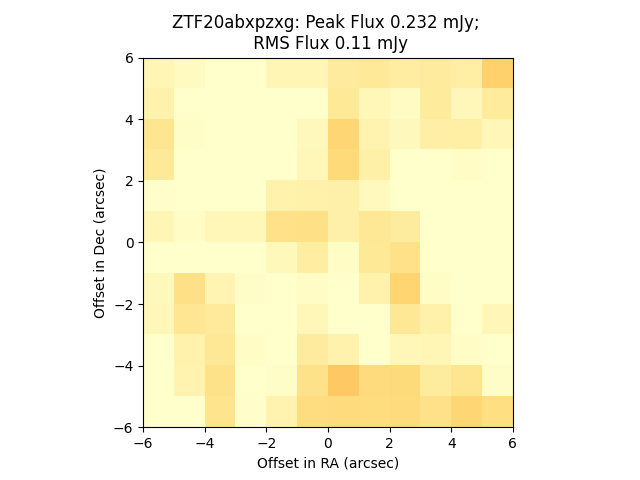 ZTF20abxpzxg: Peak Flux 0.232 mJy;
RMS Flux 0.11 mJy
6
4
2
0
−2
−4
−6
Offset in Dec (arcsec)
−6 −4 −2 0 2 4 6
Offset in RA (arcsec)